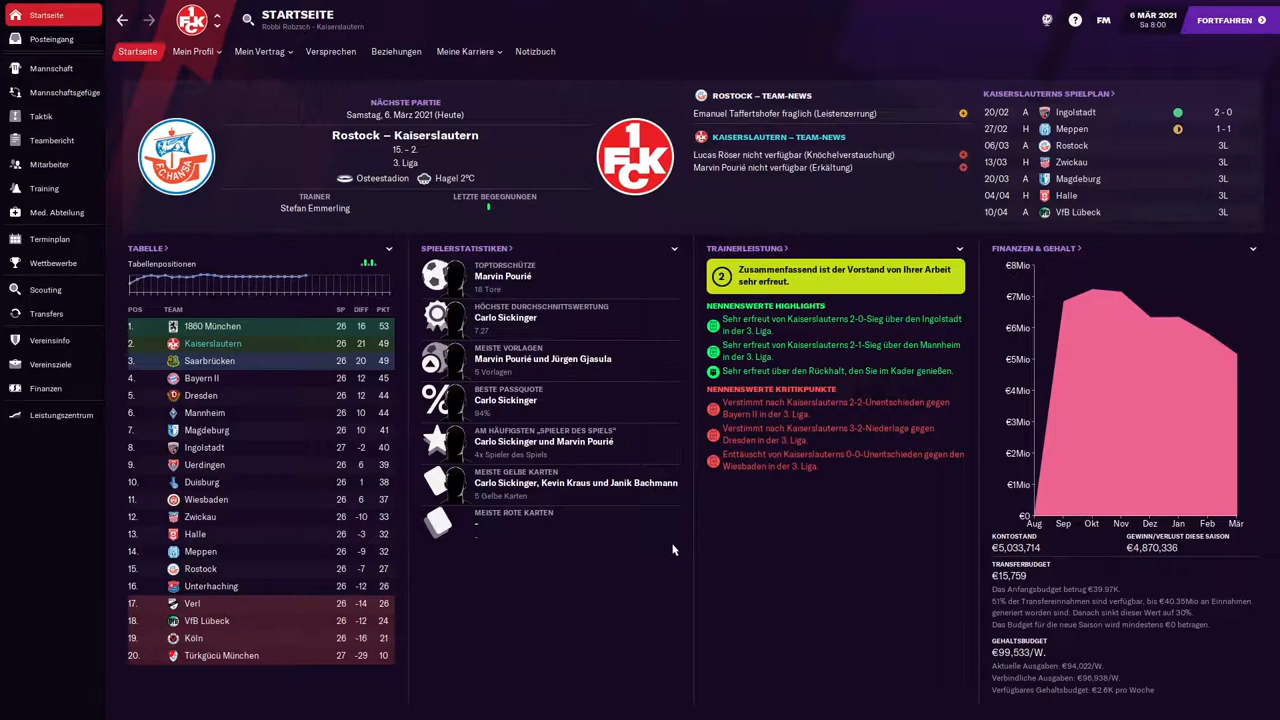 Startseite
Posteingang
Mannschaft
Mannschaftsgefüge
Taktik
Teambericht
Mitarbeiter
Training
Med. Abteilung
Terminplan
Wettbewerbe
Scouting
Transfers
Vereinsinfo
Vereinsziele
Finanzen
Leistungszentrum
STARTSEITE
Robbi Robzsch - Kaiserslautern
FM
6 MÄR 2021
Sa 8:00
FORTFAHREN
Startseite
Mein Profil
Mein Vertrag
Versprechen
Beziehungen
Meine Karriere
Notizbuch
NÄCHSTE PARTIE
Samstag, 6. März 2021 (Heute)
Rostock – Kaiserslautern
15. – 2.
3. Liga
Ostseestadion Hagel 2°C
TRAINER
Stefan Emmerling
LETZTE BEGEGNUNGEN
ROSTOCK – TEAM-NEWS
Emanuel Taffertshofer fraglich (Leistenzerrung)
KAISERSLAUTERN – TEAM-NEWS
Lucas Röser nicht verfügbar (Knöchelverstauchung)
Marvin Pourié nicht verfügbar (Erkältung)
KAISERSLAUTERNS SPIELPLAN
20/02 A Ingolstadt 2 - 0
27/02 H Meppen 1 - 1
06/03 A Rostock 3L
13/03 H Zwickau 3L
20/03 A Magdeburg 3L
04/04 H Halle 3L
10/04 A VfB Lübeck 3L
TABELLE
Tabellenpositionen
POS TEAM SP DIFF PKT
1. 1860 München 26 16 53
2. Kaiserslautern 26 21 49
3. Saarbrücken 26 20 49
4. Bayern II 26 12 45
5. Dresden 26 12 44
6. Mannheim 26 10 44
7. Magdeburg 26 10 41
8. Ingolstadt 27 -2 40
9. Uerdingen 26 6 39
10. Duisburg 26 1 38
11. Wiesbaden 26 6 37
12. Zwickau 26 -10 33
13. Halle 26 -3 32
14. Meppen 26 -9 32
15. Rostock 26 -7 27
16. Unterhaching 26 -12 26
17. Verl 26 -14 26
18. VfB Lübeck 26 -12 24
19. Köln 26 -16 21
20. Türkgücü München 27 -29 10
SPIELERSTATISTIKEN
TOPTORSCHÜTZE
Marvin Pourié
18 Tore
HÖCHSTE DURCHSCHNITTSWERTUNG
Carlo Sickinger
7.27
MEISTE VORLAGEN
Marvin Pourié und Jürgen Gjasula
5 Vorlagen
BESTE PASSQUOTE
Carlo Sickinger
94%
AM HÄUFIGSTEN „SPIELER DES SPIELS“
Carlo Sickinger und Marvin Pourié
4x Spieler des Spiels
MEISTE GELBE KARTEN
Carlo Sickinger, Kevin Kraus und Janik Bachmann
5 Gelbe Karten
MEISTE ROTE KARTEN
-
-
TRAINERLEISTUNG
2 Zusammenfassend ist der Vorstand von Ihrer Arbeit
sehr erfreut.
NENNENSWERTE HIGHLIGHTS
Sehr erfreut von Kaiserslauterns 2-0-Sieg über den Ingolstadt
in der 3. Liga.
Sehr erfreut von Kaiserslauterns 2-1-Sieg über den Mannheim
in der 3. Liga.
Sehr erfreut über den Rückhalt, den Sie im Kader genießen.
NENNENSWERTE KRITIKPUNKTE
Verstimmt nach Kaiserslauterns 2-2-Unentschieden gegen
Bayern II in der 3. Liga.
Verstimmt nach Kaiserslauterns 3-2-Niederlage gegen
Dresden in der 3. Liga.
Enttäuscht von Kaiserslauterns 0-0-Unentschieden gegen den
Wiesbaden in der 3. Liga.
FINANZEN & GEHALT
€8Mio
€7Mio
€6Mio
€5Mio
€4Mio
€3Mio
€2Mio
€1Mio
€0
Aug Sep Okt Nov Dez Jan Feb Mär
KONTOSTAND
€5,033,714
GEWINN/VERLUST DIESE SAISON
€4,870,336
TRANSFERBUDGET
€15,759
Das Anfangsbudget betrug €39.97K.
51% der Transfereinnahmen sind verfügbar, bis €40.35Mio an Einnahmen
generiert worden sind. Danach sinkt dieser Wert auf 30%.
Das Budget für die neue Saison wird mindestens €0 betragen.
GEHALTSBUDGET
€99,533/W.
Aktuelle Ausgaben: €94,022/W.
Verbindliche Ausgaben: €96,938/W.
Verfügbares Gehaltsbudget: €2.6K pro Woche